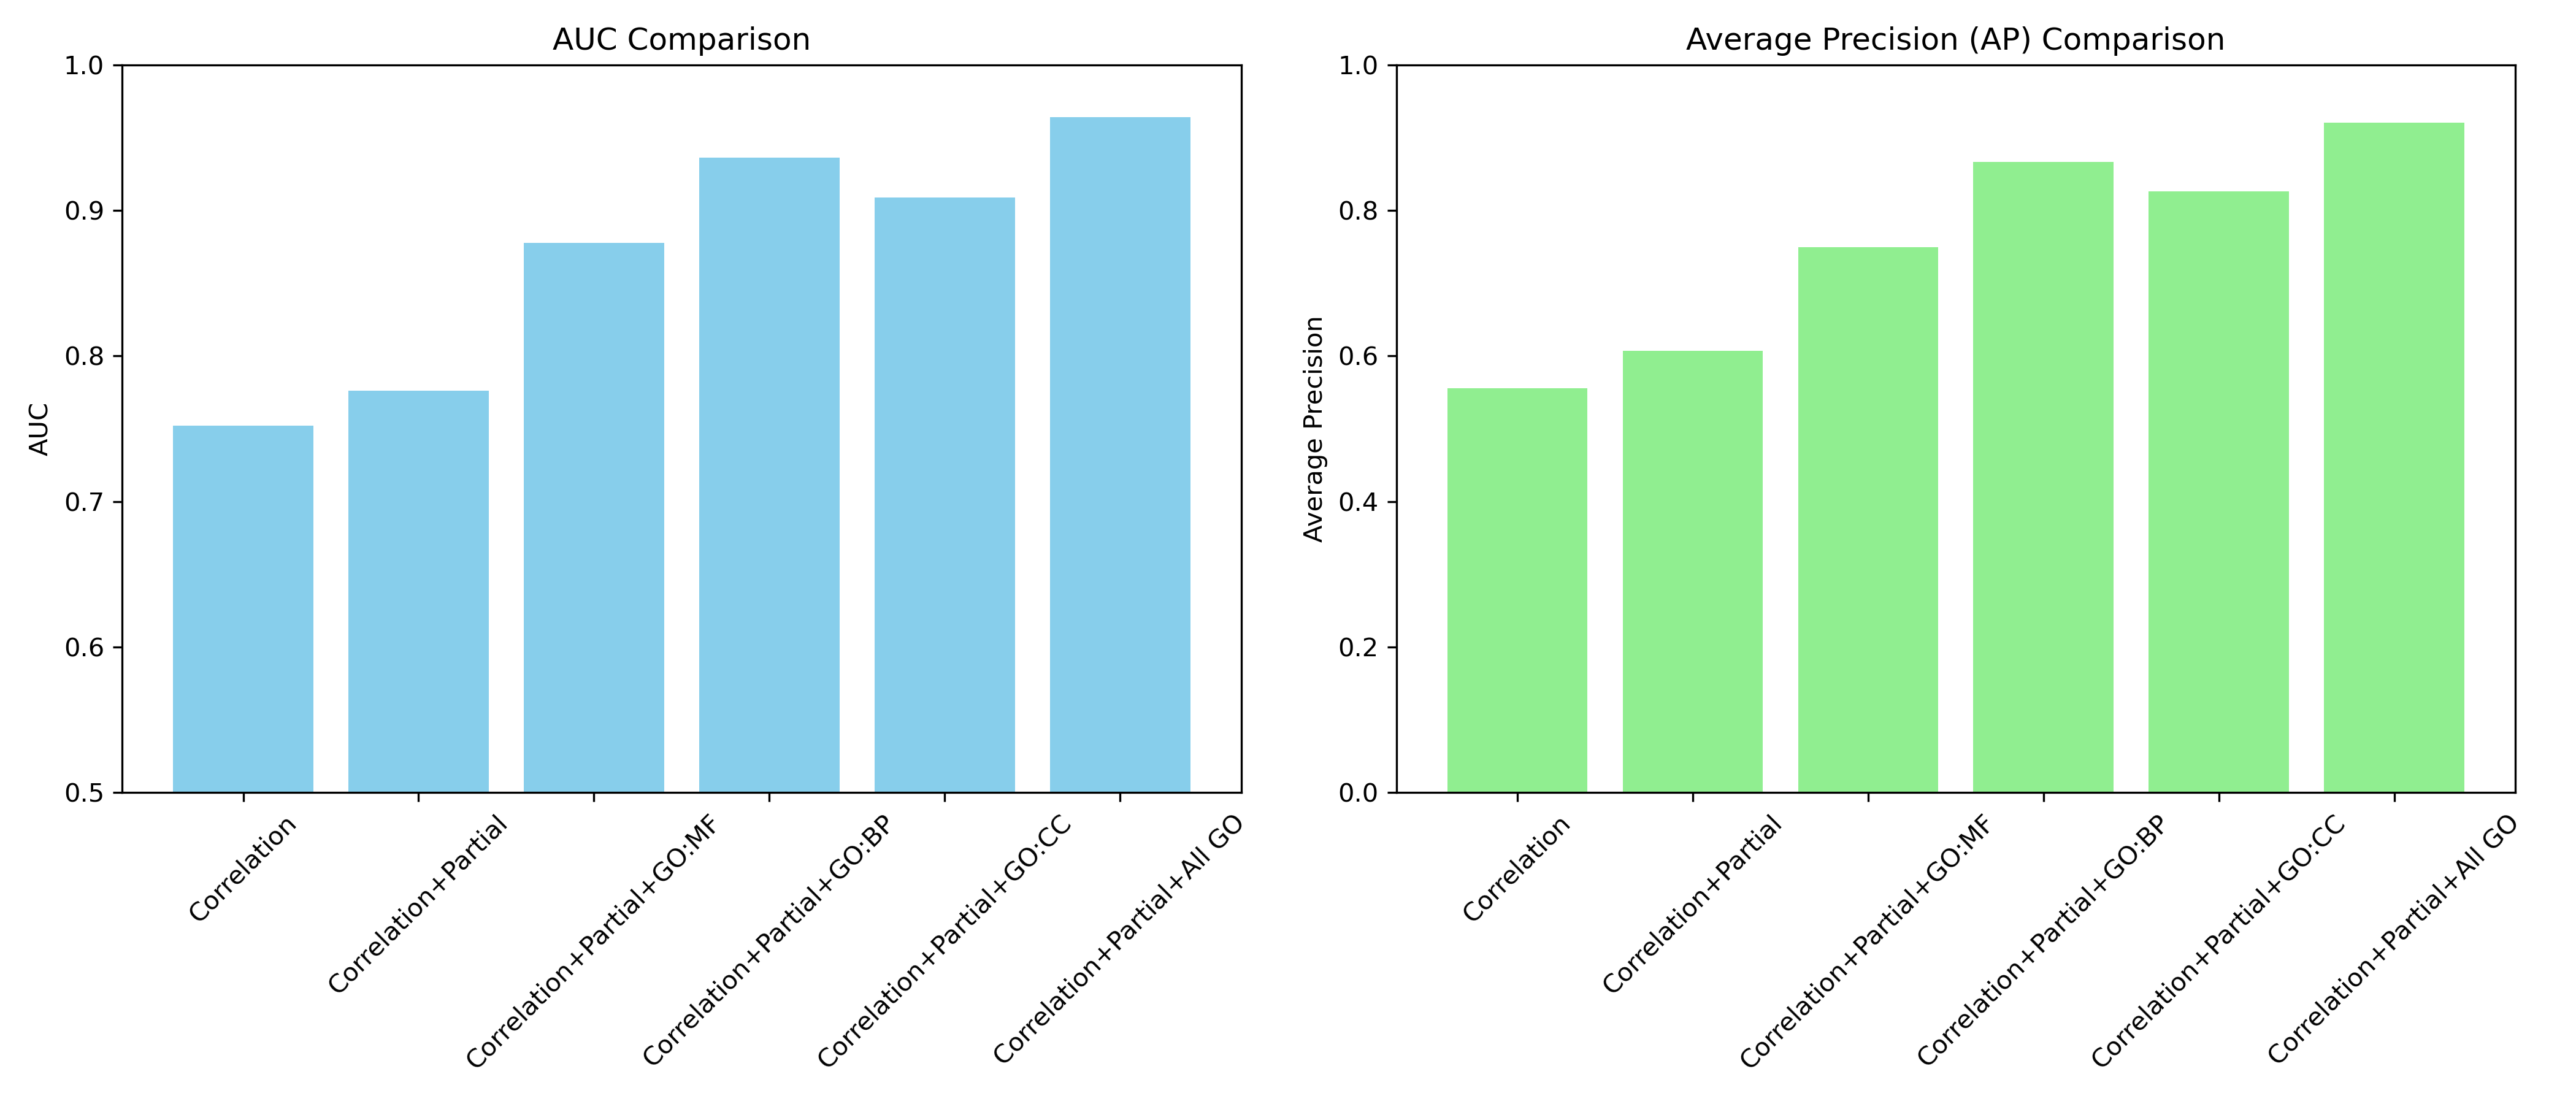 AUC Comparison
1.0
0.9
0.8
0.7
0.6
0.5
AUC
Correlation
Correlation+Partial
Correlation+Partial+GO:MF
Correlation+Partial+GO:BP
Correlation+Partial+GO:CC
Correlation+Partial+All GO
Average Precision (AP) Comparison
1.0
0.8
0.6
0.4
0.2
0.0
Average Precision
Correlation
Correlation+Partial
Correlation+Partial+GO:MF
Correlation+Partial+GO:BP
Correlation+Partial+GO:CC
Correlation+Partial+All GO